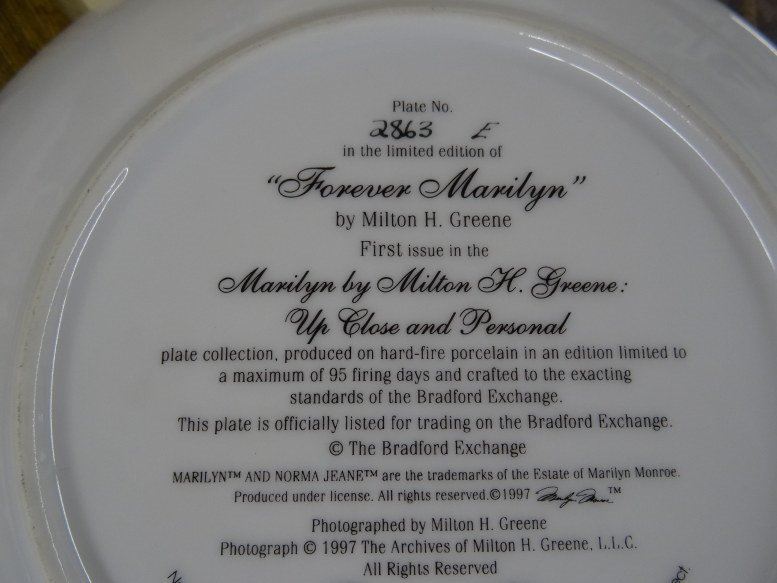 Plate No.
2863 E
in the limited edition of
"Forever Marilyn"
by Milton H. Greene
First issue in the
Marilyn by Milton H. Greene:
Up Close and Personal
plate collection, produced on hard-fire porcelain in an edition limited to
a maximum of 95 firing days and crafted to the exacting
standards of the Bradford Exchange.
This plate is officially listed for trading on the Bradford Exchange.
© The Bradford Exchange
MARILYN™ AND NORMA JEANE™ are the trademarks of the Estate of Marilyn Monroe.
Produced under license. All rights reserved.©1997 Marilyn Monroe™
Photographed by Milton H. Greene
Photograph © 1997 The Archives of Milton H. Greene, L.L.C.
All Rights Reserved